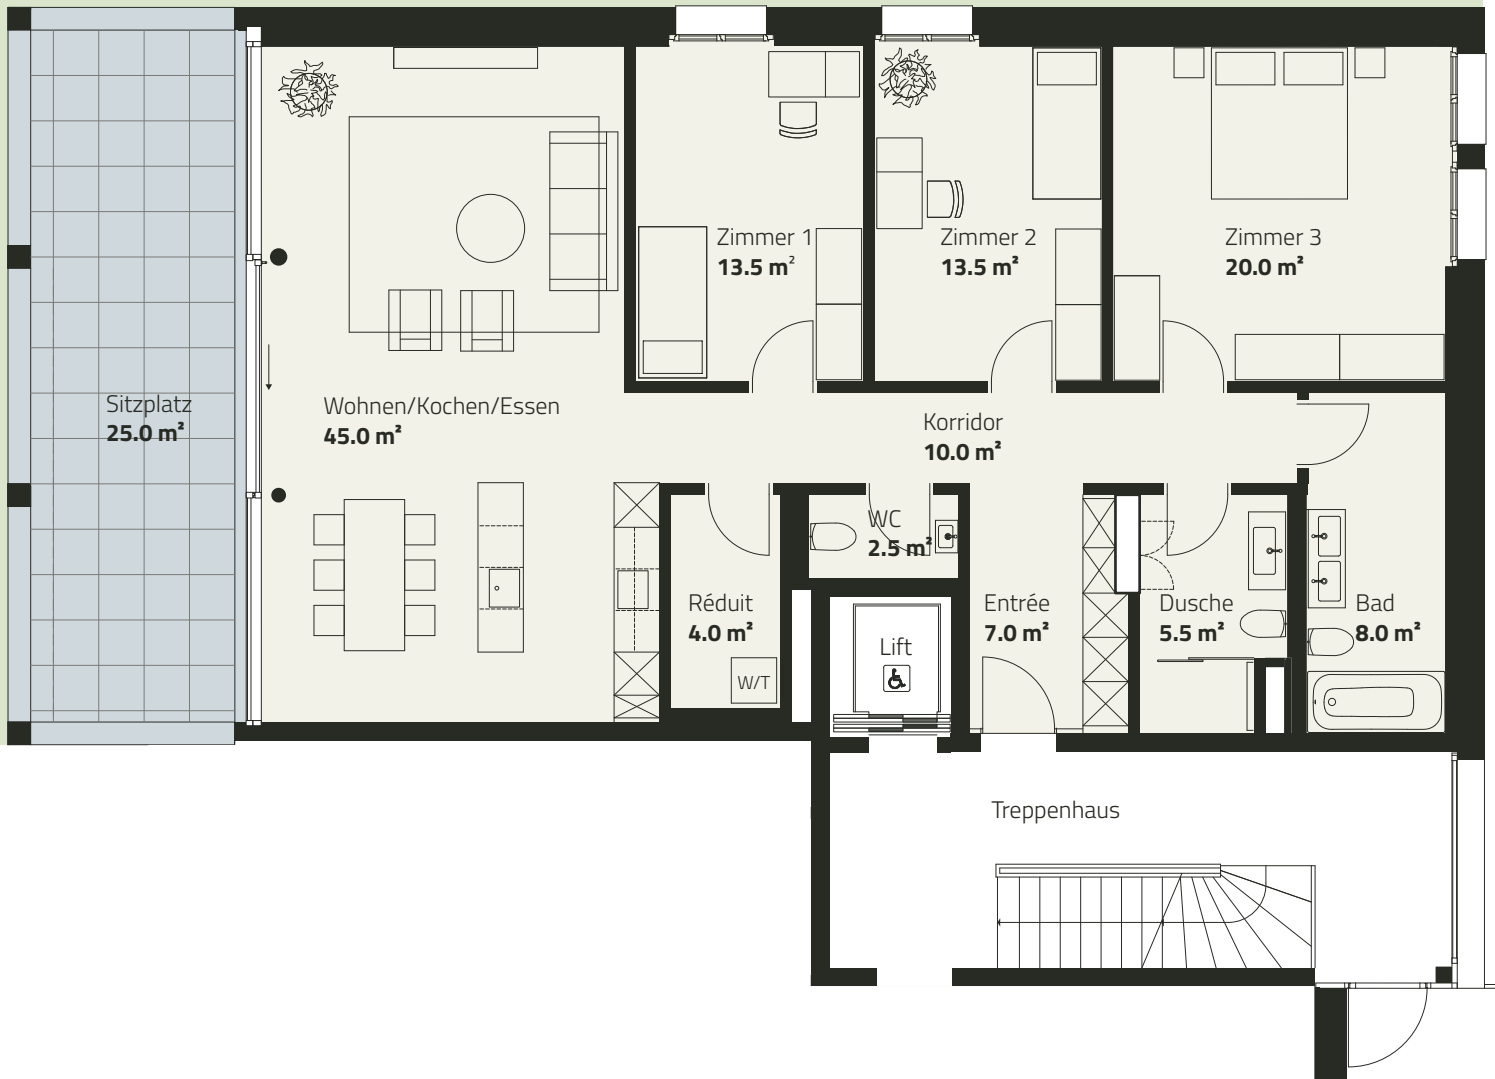 Zimmer 1
13.5 m²
Zimmer 2
13.5 m²
Zimmer 3
20.0 m²
Sitzplatz
25.0 m²
Wohnen/Kochen/Essen
45.0 m²
Korridor
10.0 m²
WC
2.5 m²
Réduit
4.0 m²
W/T
Lift
Entrée
7.0 m²
Dusche
5.5 m²
Bad
8.0 m²
Treppenhaus